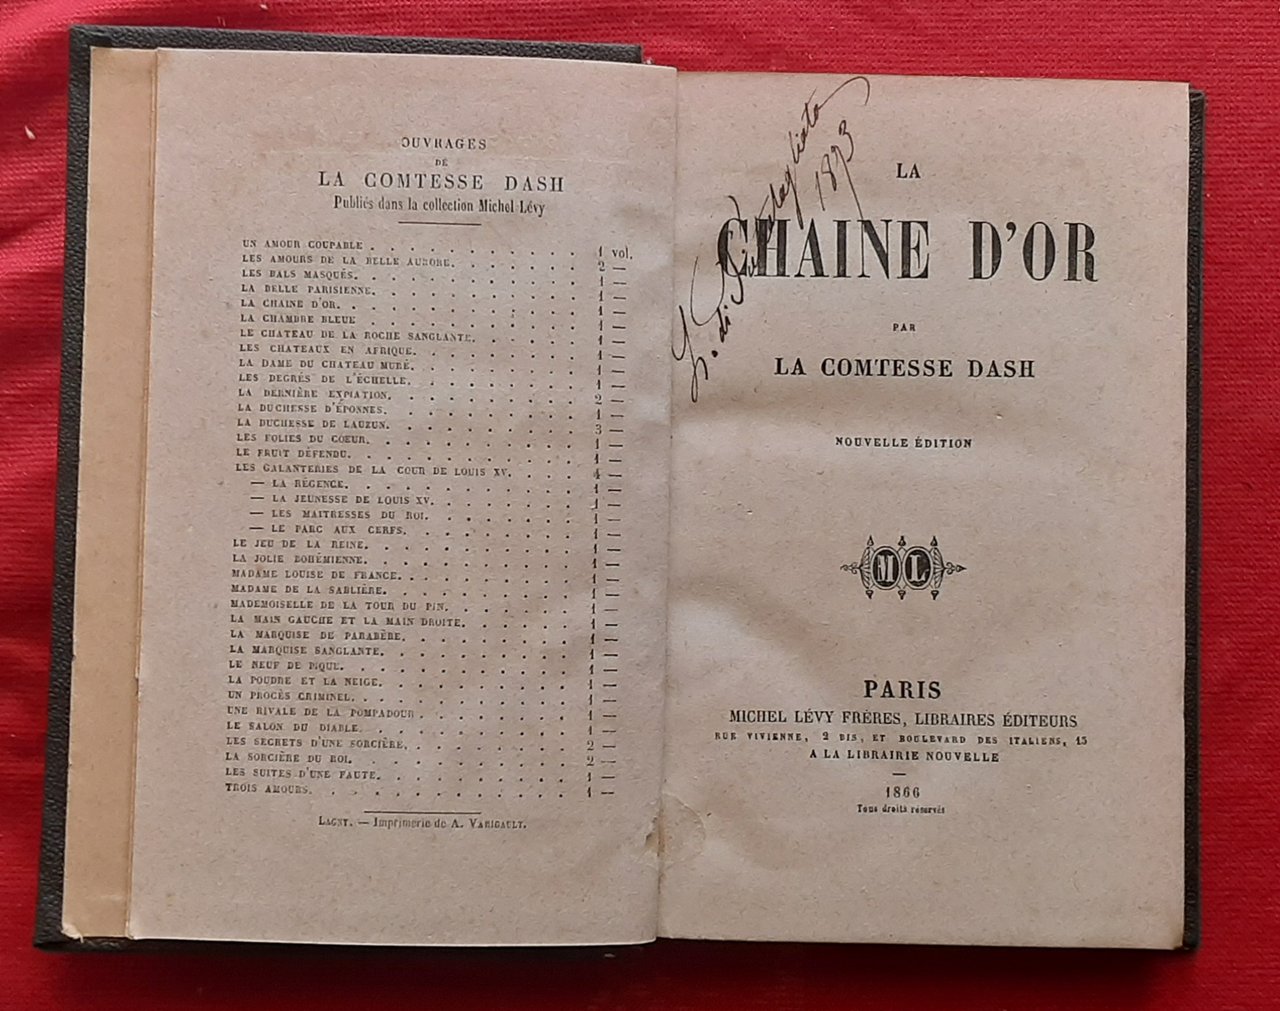 OUVRAGES
DE
LA COMTESSE DASH
Publiés dans la collection Michel Lévy
UN AMOUR COUPABLE . . . . . . . . . . . . 1 vol.
LES AMOURS DE LA BELLE AURORE. . . . . . . 2 —
LES BALS MASQUÉS. . . . . . . . . . . . 1 —
LA BELLE PARISIENNE. . . . . . . . . . . 1 —
LA CHAINE D'OR. . . . . . . . . . . . . 1 —
LA CHAMBRE BLEUE . . . . . . . . . . . . 1 —
LE CHATEAU DE LA ROCHE SANGLANTE. . . . . . 1 —
LES CHATEAUX EN AFRIQUE. . . . . . . . . . 1 —
LA DAME DU CHATEAU MURÉ. . . . . . . . . . 1 —
LES DEGRÉS DE L'ÉCHELLE. . . . . . . . . . 1 —
LA DERNIÈRE EXPIATION. . . . . . . . . . . 2 —
LA DUCHESSE D'ÉPONNES. . . . . . . . . . . 1 —
LA DUCHESSE DE LAUZUN. . . . . . . . . . . 3 —
LES FOLIES DU CŒUR. . . . . . . . . . . . 1 —
LE FRUIT DÉFENDU. . . . . . . . . . . . 1 —
LES GALANTERIES DE LA COUR DE LOUIS XV. . . . 4 —
— LA RÉGENCE. . . . . . . . . . . . 1 —
— LA JEUNESSE DE LOUIS XV. . . . . . . . 1 —
— LES MAITRESSES DU ROI. . . . . . . . . 1 —
— LE PARC AUX CERFS. . . . . . . . . . 1 —
LE JEU DE LA REINE. . . . . . . . . . . . 1 —
LA JOLIE BOHÉMIENNE. . . . . . . . . . . 1 —
MADAME LOUISE DE FRANCE. . . . . . . . . . 1 —
MADAME DE LA SABLIÈRE. . . . . . . . . . . 1 —
MADEMOISELLE DE LA TOUR DU PIN. . . . . . . 1 —
LA MAIN GAUCHE ET LA MAIN DROITE. . . . . . 1 —
LA MARQUISE DE PARABÈRE. . . . . . . . . . 1 —
LA MARQUISE SANGLANTE. . . . . . . . . . . 1 —
LE NEUF DE PIQUE. . . . . . . . . . . . 1 —
LA POUDRE ET LA NEIGE. . . . . . . . . . . 1 —
UN PROCÈS CRIMINEL. . . . . . . . . . . . 1 —
UNE RIVALE DE LA POMPADOUR . . . . . . . . 1 —
LE SALON DU DIABLE. . . . . . . . . . . . 1 —
LES SECRETS D'UNE SORCIÈRE. . . . . . . . . 2 —
LA SORCIÈRE DU ROI. . . . . . . . . . . . 2 —
LES SUITES D'UNE FAUTE. . . . . . . . . . 1 —
TROIS AMOURS. . . . . . . . . . . . . 1 —
LAGNY. — Imprimerie de A. VARIGAULT.
di
1893
LA
CHAINE D'OR
PAR
LA COMTESSE DASH
NOUVELLE ÉDITION
ML
PARIS
MICHEL LÉVY FRÈRES, LIBRAIRES ÉDITEURS
RUE VIVIENNE, 2 BIS, ET BOULEVARD DES ITALIENS, 15
A LA LIBRAIRIE NOUVELLE
—
1866
Tous droits réservés